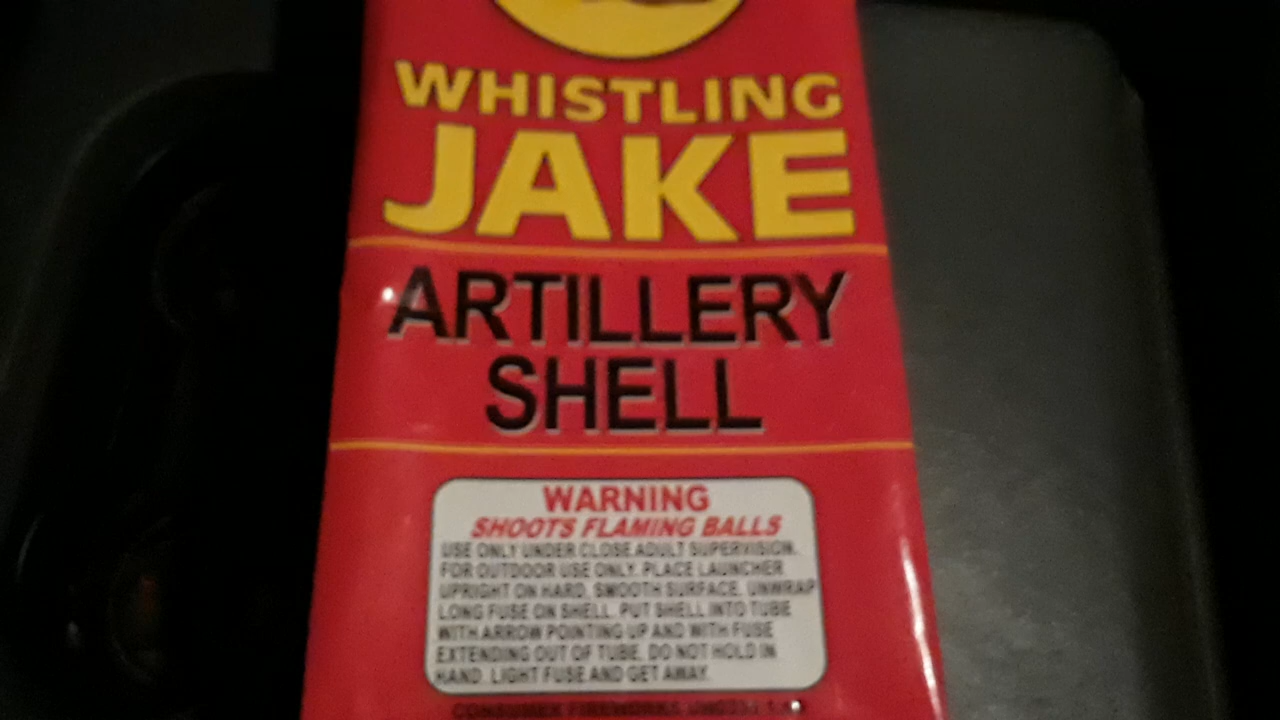 WHISTLING
JAKE
ARTILLERY
SHELL
WARNING
SHOOTS FLAMING BALLS
USE ONLY UNDER CLOSE ADULT SUPERVISION.
FOR OUTDOOR USE ONLY. PLACE LAUNCHER
UPRIGHT ON HARD, SMOOTH SURFACE. UNWRAP
LONG FUSE ON SHELL. PUT SHELL INTO TUBE
WITH ARROW POINTING UP AND WITH FUSE
EXTENDING OUT OF TUBE. DO NOT HOLD IN
HAND. LIGHT FUSE AND GET AWAY.
CONSUMER FIREWORKS